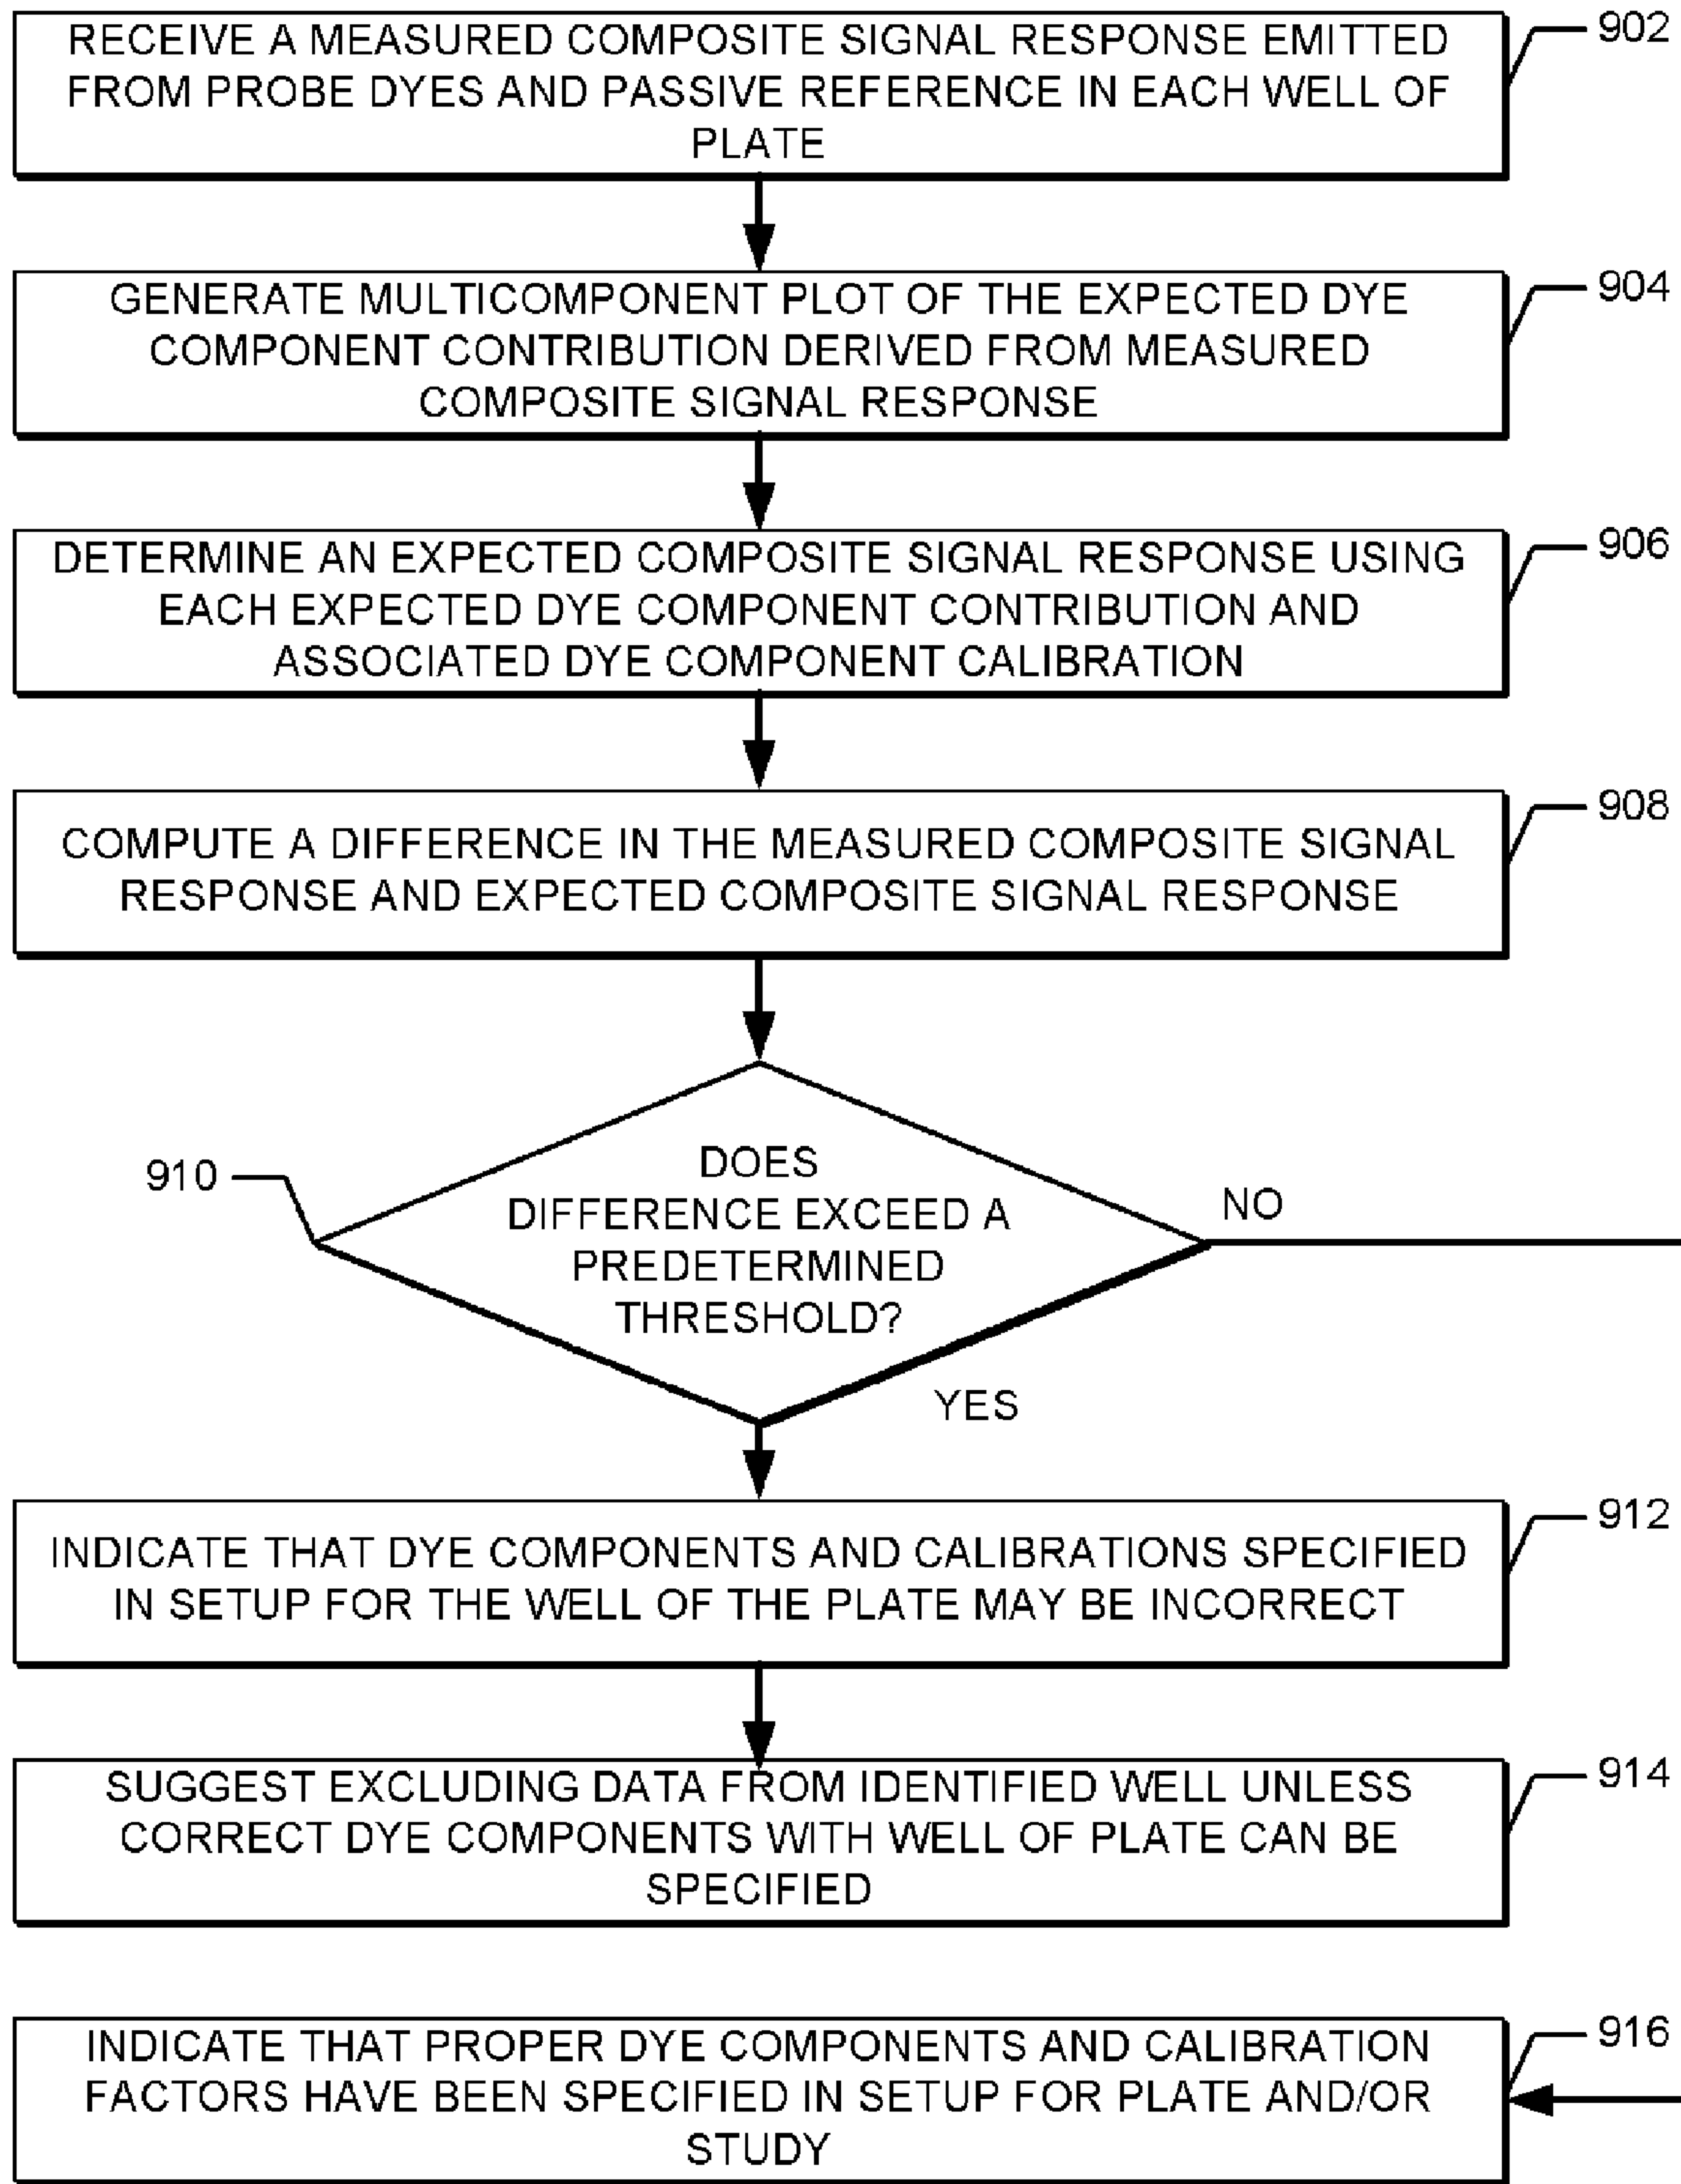 RECEIVE A MEASURED COMPOSITE SIGNAL RESPONSE EMITTED
FROM PROBE DYES AND PASSIVE REFERENCE IN EACH WELL OF
PLATE
902
GENERATE MULTICOMPONENT PLOT OF THE EXPECTED DYE
COMPONENT CONTRIBUTION DERIVED FROM MEASURED
COMPOSITE SIGNAL RESPONSE
904
DETERMINE AN EXPECTED COMPOSITE SIGNAL RESPONSE USING
EACH EXPECTED DYE COMPONENT CONTRIBUTION AND
ASSOCIATED DYE COMPONENT CALIBRATION
906
COMPUTE A DIFFERENCE IN THE MEASURED COMPOSITE SIGNAL
RESPONSE AND EXPECTED COMPOSITE SIGNAL RESPONSE
908
910
DOES
DIFFERENCE EXCEED A
PREDETERMINED
THRESHOLD?
NO
YES
INDICATE THAT DYE COMPONENTS AND CALIBRATIONS SPECIFIED
IN SETUP FOR THE WELL OF THE PLATE MAY BE INCORRECT
912
SUGGEST EXCLUDING DATA FROM IDENTIFIED WELL UNLESS
CORRECT DYE COMPONENTS WITH WELL OF PLATE CAN BE
SPECIFIED
914
INDICATE THAT PROPER DYE COMPONENTS AND CALIBRATION
FACTORS HAVE BEEN SPECIFIED IN SETUP FOR PLATE AND/OR
STUDY
916